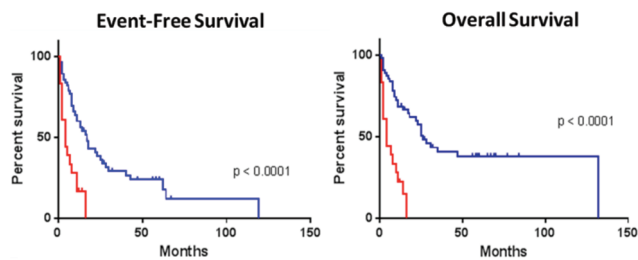 Event-Free Survival
Percent survival
100
50
0
p < 0.0001
0 50 100 150
Months
Overall Survival
Percent survival
100
50
0
p < 0.0001
0 50 100 150
Months